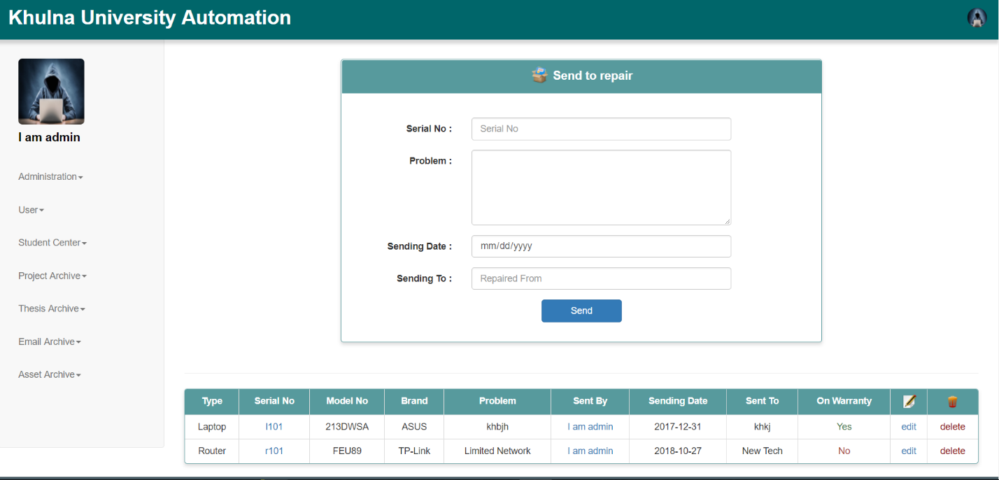 Khulna University Automation
I am admin
Administration
User
Student Center
Project Archive
Thesis Archive
Email Archive
Asset Archive
Send to repair
Serial No : Serial No
Problem :
Sending Date : mm/dd/yyyy
Sending To : Repaired From
Send
Type Serial No Model No Brand Problem Sent By Sending Date Sent To On Warranty
Laptop l101 213DWSA ASUS khbjh I am admin 2017-12-31 khkj Yes edit delete
Router r101 FEU89 TP-Link Limited Network I am admin 2018-10-27 New Tech No edit delete